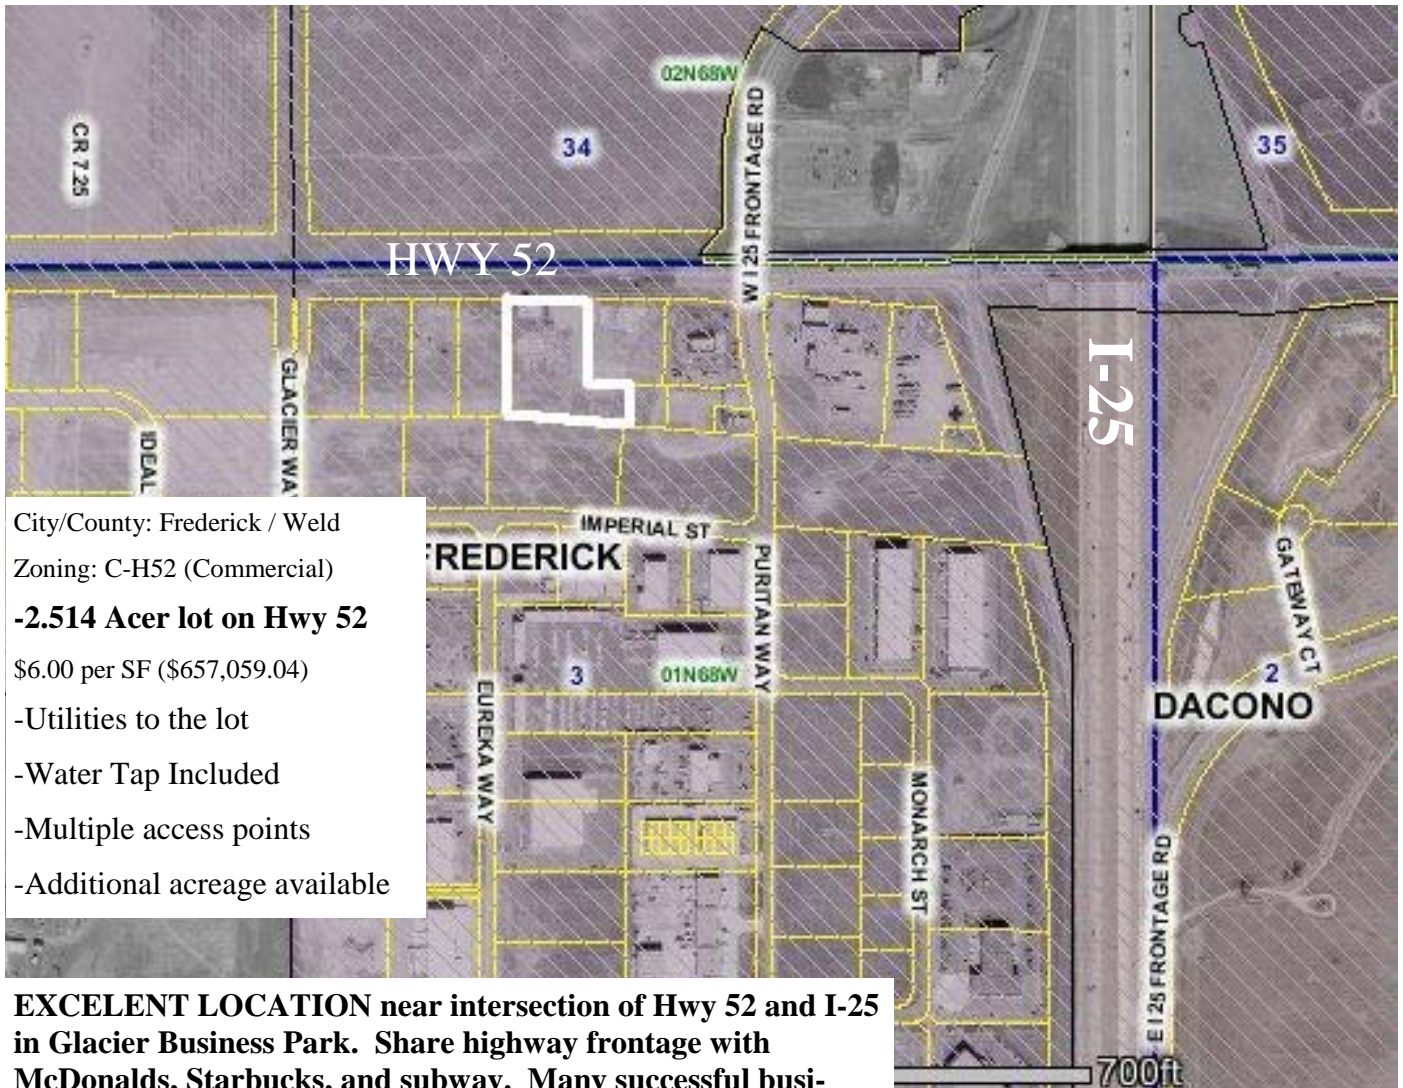 02N68W
34
35
CR 7.25
W I 25 FRONTAGE RD
HWY 52
I-25
GLACIER WAY
IDEAL
City/County: Frederick / Weld
Zoning: C-H52 (Commercial)
-2.514 Acer lot on Hwy 52
$6.00 per SF ($657,059.04)
-Utilities to the lot
-Water Tap Included
-Multiple access points
-Additional acreage available
IMPERIAL ST
FREDERICK
PURITAN WAY
GATEWAY CT
3
01N68W
2
DACONO
EUREKA WAY
MONARCH ST
E I 25 FRONTAGE RD
EXCELENT LOCATION near intersection of Hwy 52 and I-25
in Glacier Business Park. Share highway frontage with
McDonalds, Starbucks, and subway. Many successful busi-
700ft